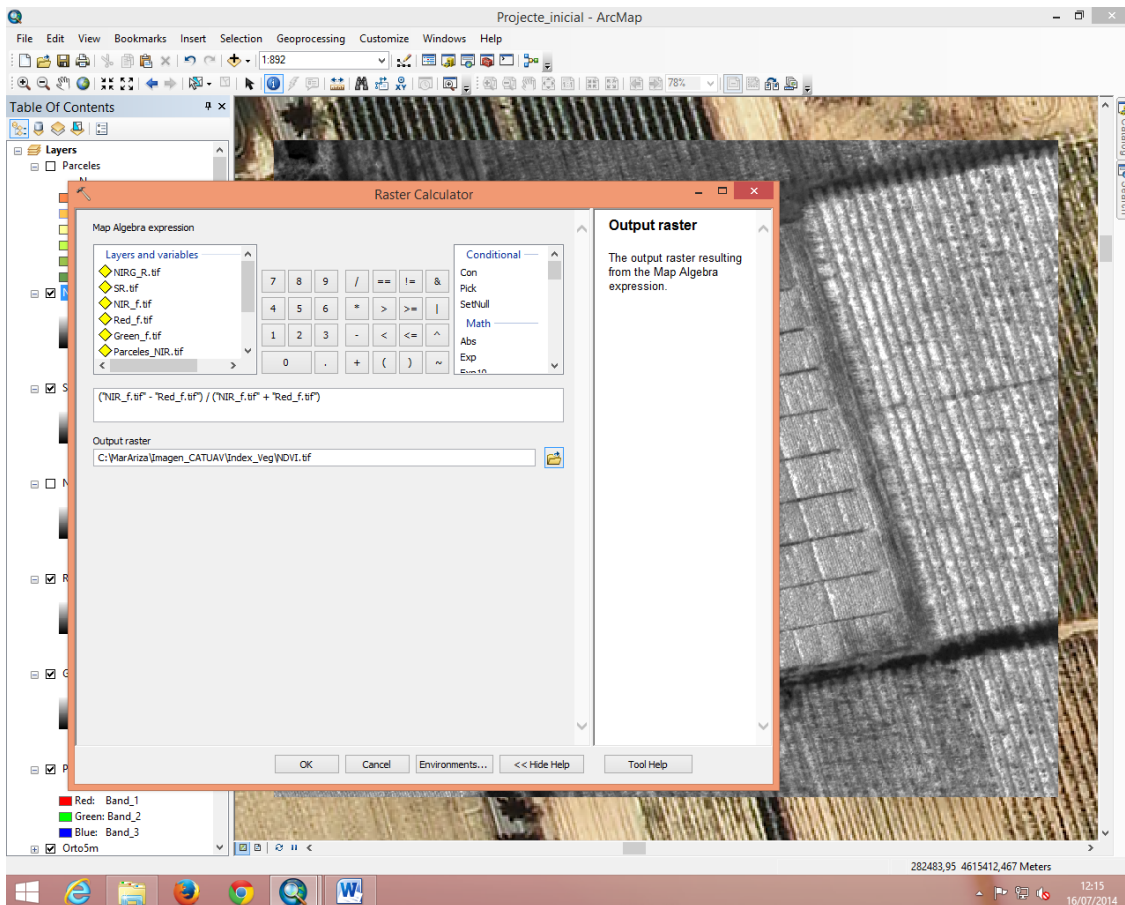 Projecte_inicial - ArcMap
File Edit View Bookmarks Insert Selection Geoprocessing Customize Windows Help
1:892
78%
Table Of Contents
Layers
Parceles
N
S
N
R
G
P
Red: Band_1
Green: Band_2
Blue: Band_3
Orto5m
Catalog
Search
Raster Calculator
Map Algebra expression
Layers and variables
NIRG_R.tif
SR.tif
NIR_f.tif
Red_f.tif
Green_f.tif
Parceles_NIR.tif
7 8 9 / == != &
4 5 6 * > >= |
1 2 3 - < <= ^
0 . + ( ) ~
Conditional
Con
Pick
SetNull
Math
Abs
Exp
Exp10
("NIR_f.tif" - "Red_f.tif") / ("NIR_f.tif" + "Red_f.tif")
Output raster
C:\MarAriza\Imagen_CATUAV\Index_Veg\NDVI.tif
OK Cancel Environments... << Hide Help Tool Help
Output raster
The output raster resulting
from the Map Algebra
expression.
282483,95 4615412,467 Meters
12:15
16/07/2014